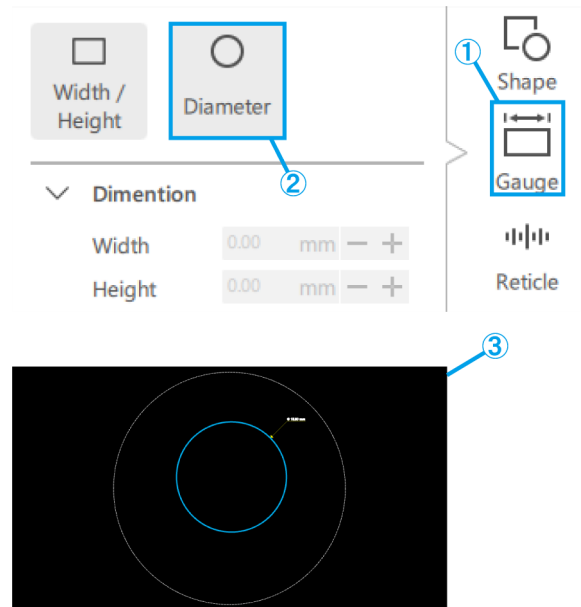 Width /
Height
Diameter
②
Dimention
Width 0.00 mm
Height 0.00 mm
①
Shape
Gauge
Reticle
③